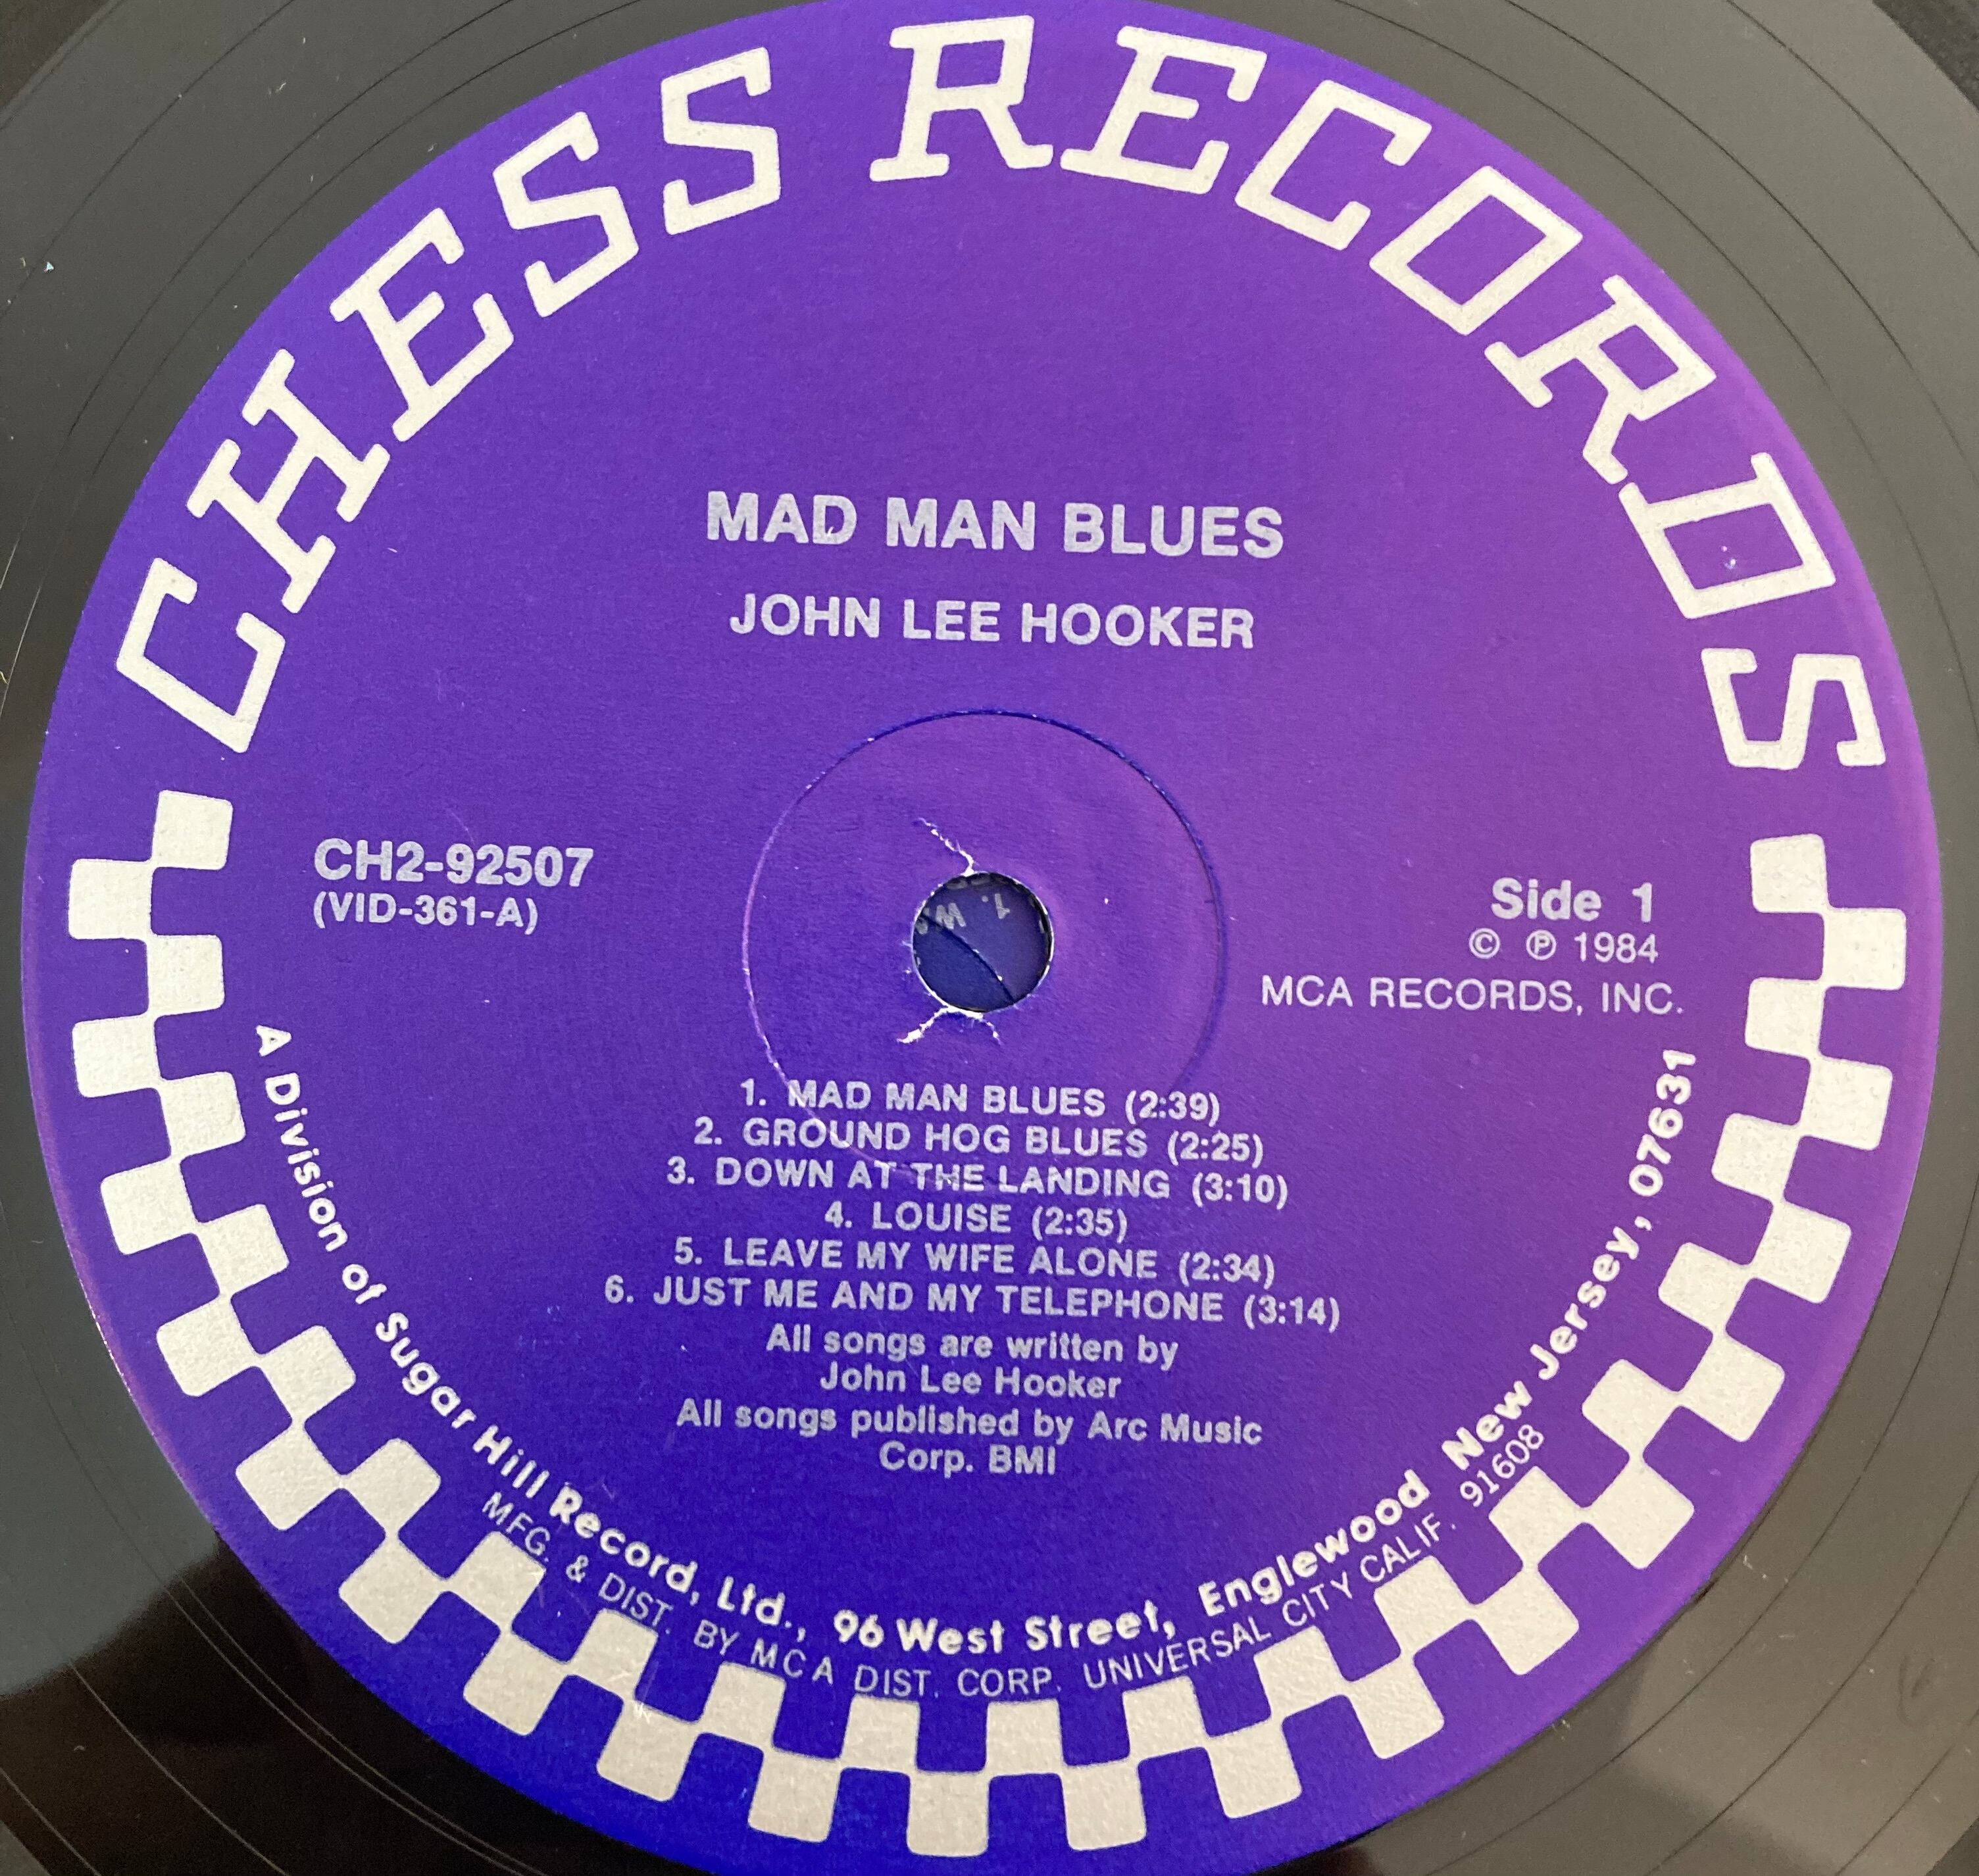 CHESS RECORDS
MAD MAN BLUES
JOHN LEE HOOKER
CH2-92507
(VID-361-A)
Side 1
© ℗ 1984
MCA RECORDS, INC.
1. MAD MAN BLUES (2:39)
2. GROUND HOG BLUES (2:25)
3. DOWN AT THE LANDING (3:10)
4. LOUISE (2:35)
5. LEAVE MY WIFE ALONE (2:34)
6. JUST ME AND MY TELEPHONE (3:14)
All songs are written by
John Lee Hooker
All songs published by Arc Music
Corp. BMI
A Division of Sugar Hill Record, Ltd., 96 West Street, Englewood New Jersey, 07631
MFG. & DIST. BY MCA DIST. CORP. UNIVERSAL CITY CALIF. 91608